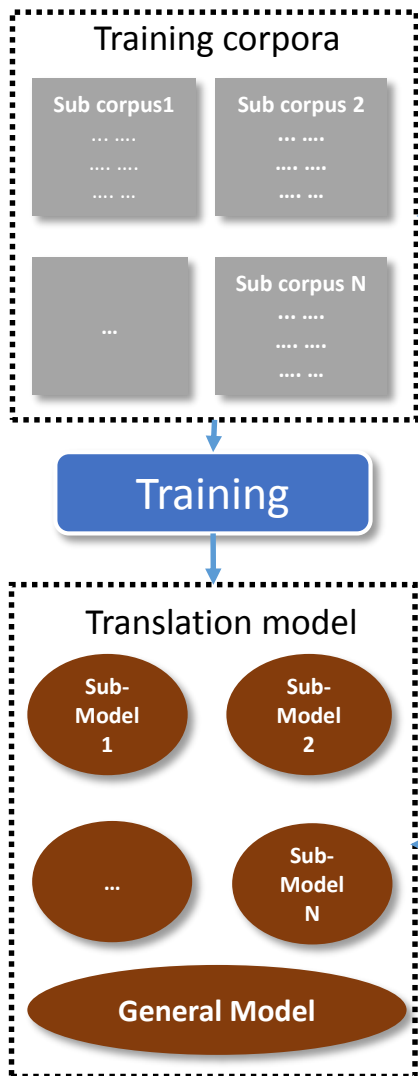 Training corpora
Sub corpus1
... ....
.... ...
.... ...
Sub corpus 2
... ....
.... ...
.... ...
...
Sub corpus N
... ....
.... ...
.... ...
Training
Translation model
Sub-
Model
1
Sub-
Model
2
...
Sub-
Model
N
General Model